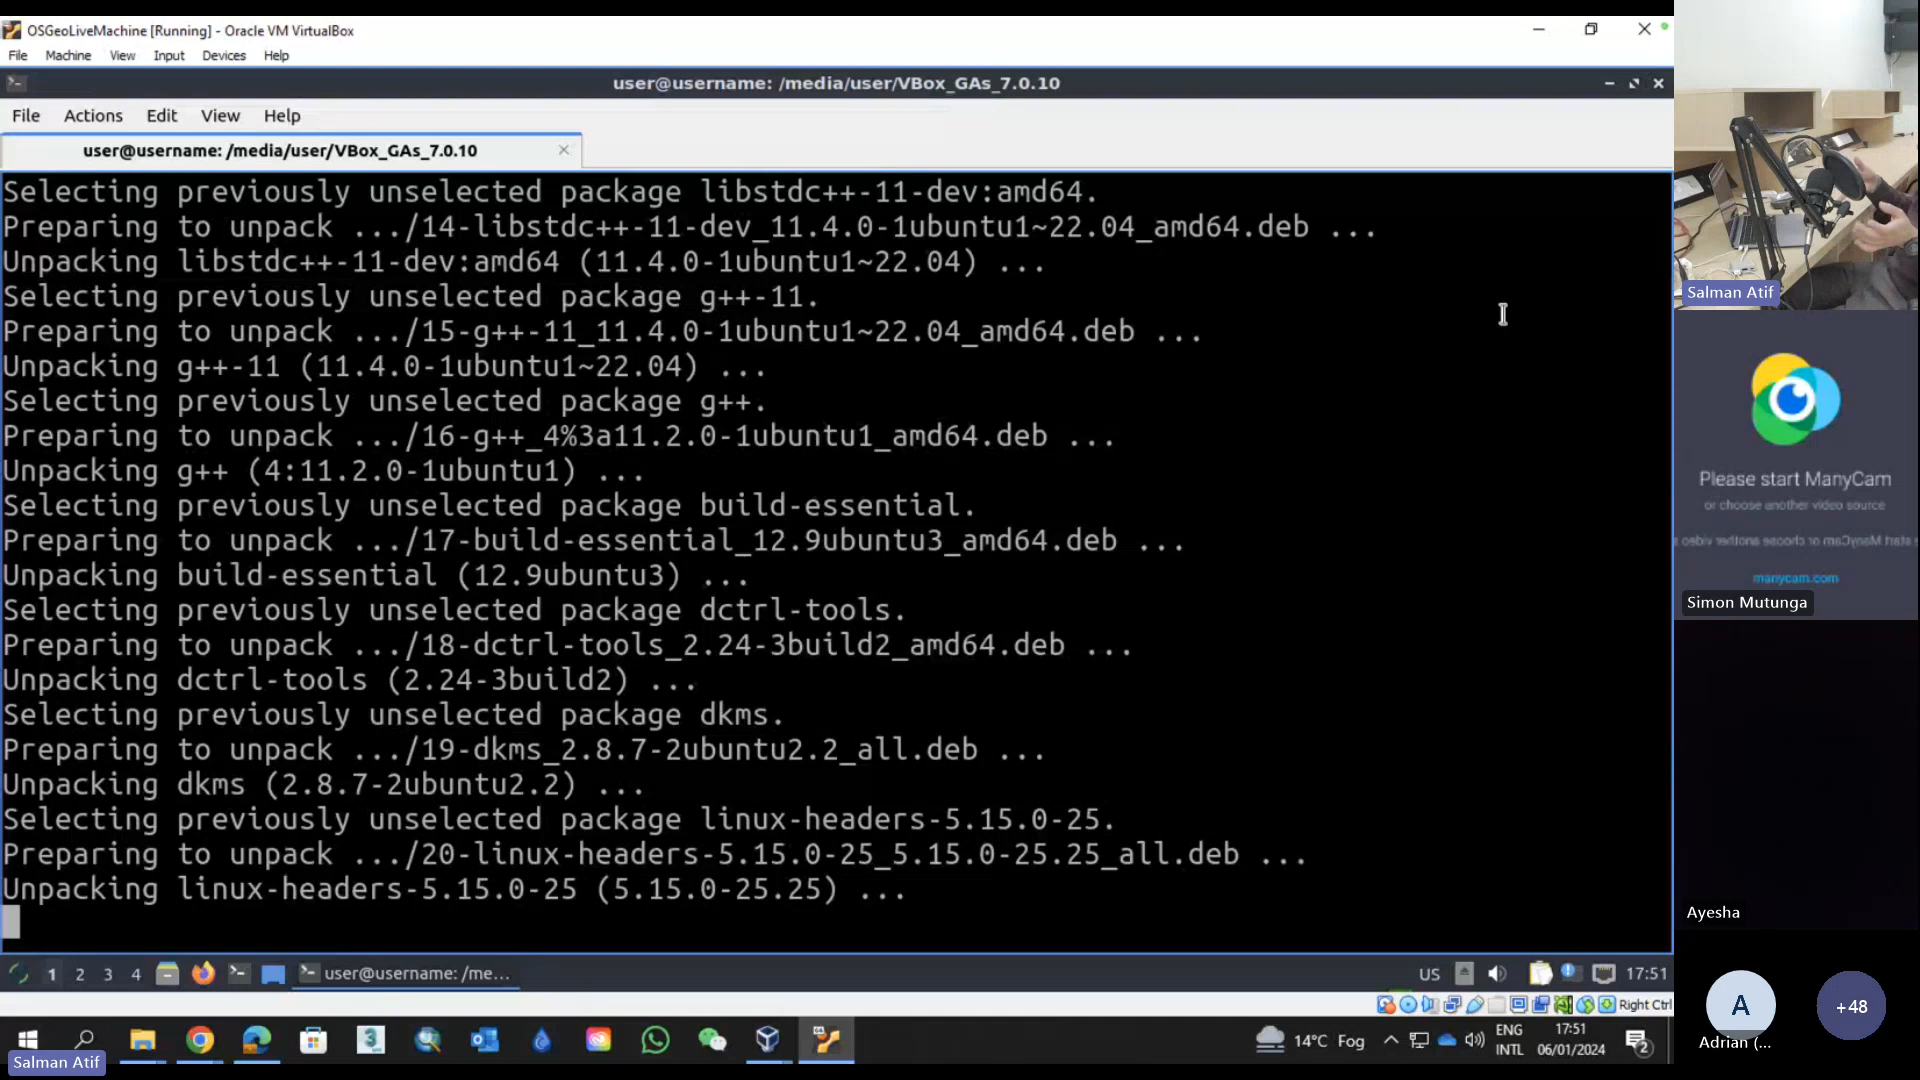 OSGeoLiveMachine [Running] - Oracle VM VirtualBox
File Machine View Input Devices Help
user@username: /media/user/VBox_GAs_7.0.10
File Actions Edit View Help
user@username: /media/user/VBox_GAs_7.0.10
Selecting previously unselected package libstdc++-11-dev:amd64.
Preparing to unpack .../14-libstdc++-11-dev_11.4.0-1ubuntu1~22.04_amd64.deb ...
Unpacking libstdc++-11-dev:amd64 (11.4.0-1ubuntu1~22.04) ...
Selecting previously unselected package g++-11.
Preparing to unpack .../15-g++-11_11.4.0-1ubuntu1~22.04_amd64.deb ...
Unpacking g++-11 (11.4.0-1ubuntu1~22.04) ...
Selecting previously unselected package g++.
Preparing to unpack .../16-g++_4%3a11.2.0-1ubuntu1_amd64.deb ...
Unpacking g++ (4:11.2.0-1ubuntu1) ...
Selecting previously unselected package build-essential.
Preparing to unpack .../17-build-essential_12.9ubuntu3_amd64.deb ...
Unpacking build-essential (12.9ubuntu3) ...
Selecting previously unselected package dctrl-tools.
Preparing to unpack .../18-dctrl-tools_2.24-3build2_amd64.deb ...
Unpacking dctrl-tools (2.24-3build2) ...
Selecting previously unselected package dkms.
Preparing to unpack .../19-dkms_2.8.7-2ubuntu2.2_all.deb ...
Unpacking dkms (2.8.7-2ubuntu2.2) ...
Selecting previously unselected package linux-headers-5.15.0-25.
Preparing to unpack .../20-linux-headers-5.15.0-25_5.15.0-25.25_all.deb ...
Unpacking linux-headers-5.15.0-25 (5.15.0-25.25) ...
1 2 3 4 user@username: /me... US 17:51
Right Ctrl
14°C Fog ENG INTL 17:51 06/01/2024 2
Salman Atif
Salman Atif
Please start ManyCam
or choose another video source
manycam.com
Simon Mutunga
Ayesha
A
Adrian (...
+48